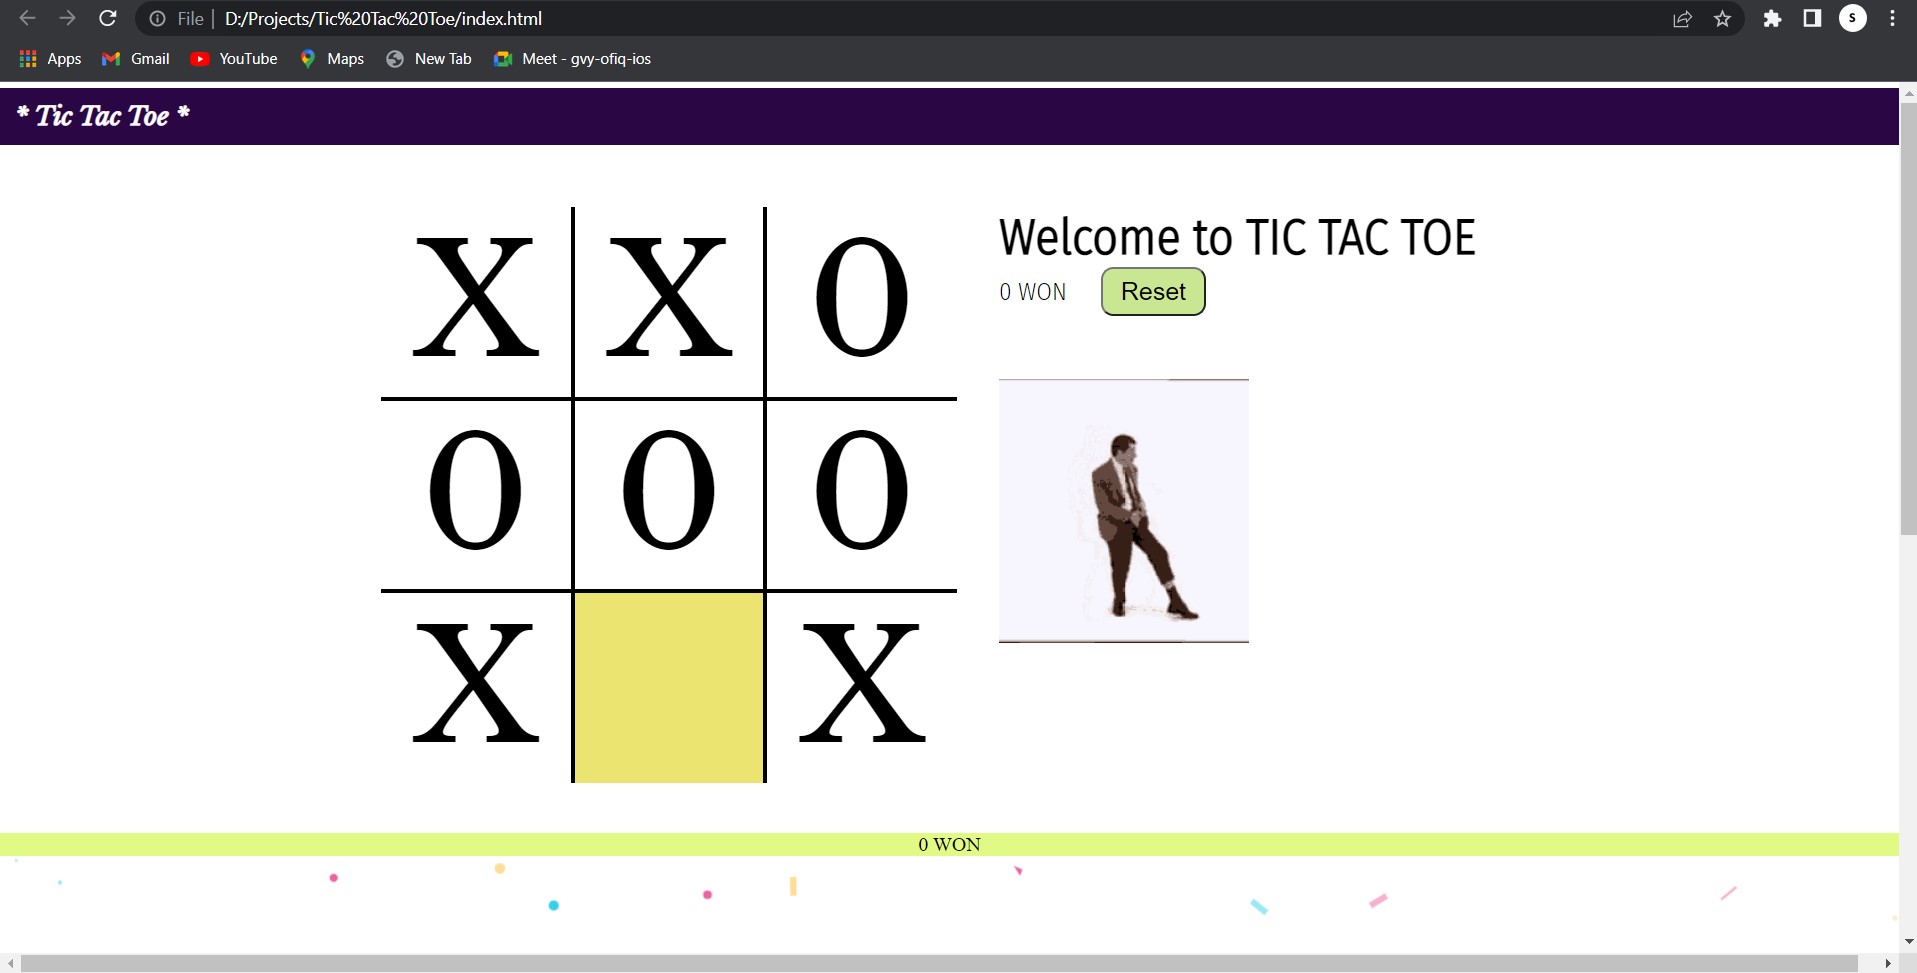 File | D:/Projects/Tic%20Tac%20Toe/index.html
S
Apps Gmail YouTube Maps New Tab Meet - gvy-ofiq-ios
* Tic Tac Toe *
X X 0
0 0 0
X X
Welcome to TIC TAC TOE
0 WON Reset
0 WON